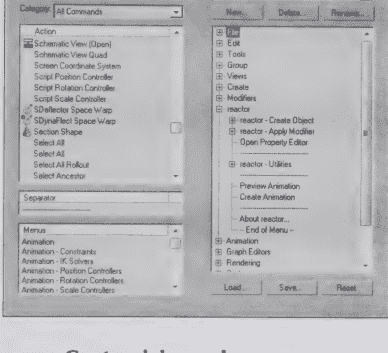 Category: All Commands
Action
Schematic View (Open)
Schematic View Quad
Screen Coordinate System
Script Position Controller
Script Rotation Controller
Script Scale Controller
SDeflector Space Warp
SDynaFlect Space Warp
Section Shape
Select All
Select All
Select All Rollout
Select Ancestor
Separator
Menus
Animation
Animation - Constraints
Animation - IK Solvers
Animation - Position Controllers
Animation - Rotation Controllers
Animation - Scale Controllers
New... Delete... Rename...
File
Edit
Tools
Group
Views
Create
Modifiers
reactor
reactor - Create Object
reactor - Apply Modifier
Open Property Editor
reactor - Utilities
Preview Animation
Create Animation
About reactor...
-- End of Menu --
Animation
Graph Editors
Rendering
Load... Save... Reset